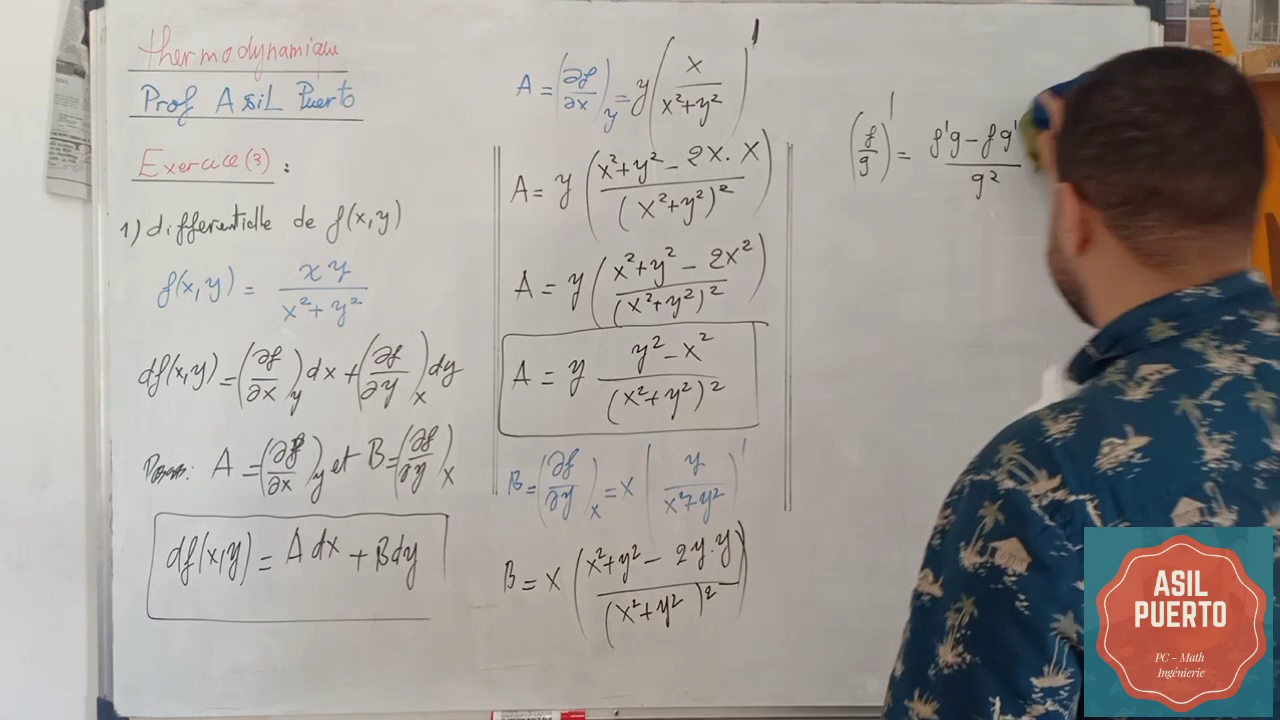 thermodynamique
Prof ASiL Puerto
Exercice(3) :
1) differentielle de f(x,y)
f(x,y) = xy / x²+y²
df(x,y) = (∂f/∂x)y dx + (∂f/∂y)x dy
A = (∂f/∂x)y et B = (∂f/∂y)x
df(x,y) = A dx + B dy
A = (∂f/∂x)y = y (x / x²+y²)'
A = y (x²+y² - 2x.x / (x²+y²)²)
A = y (x²+y² - 2x² / (x²+y²)²)
A = y y²-x² / (x²+y²)²
B = (∂f/∂y)x = x (y / x²+y²)'
B = x (x²+y² - 2y.y / (x²+y²)²)
(f/g)' = f'g - fg' / g²
ASIL
PUERTO
PC - Math
Ingénierie